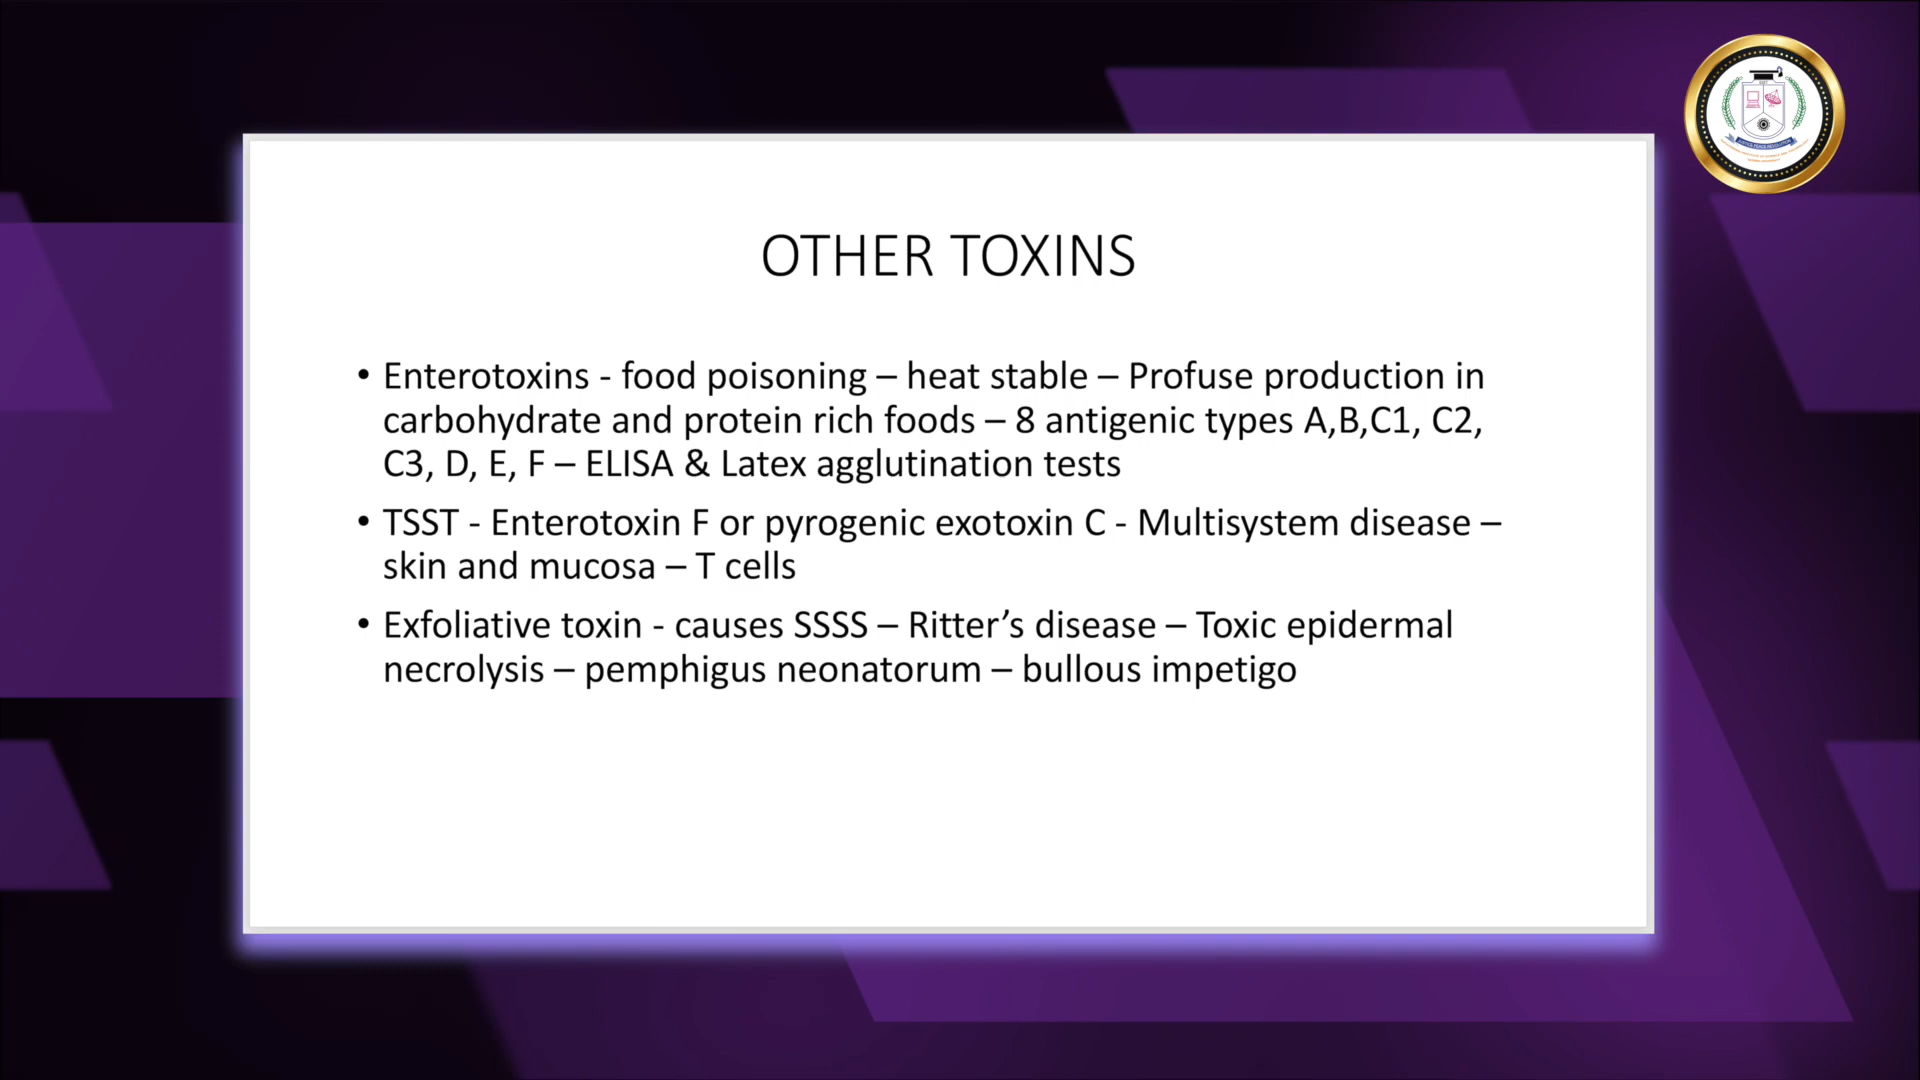 OTHER TOXINS
• Enterotoxins - food poisoning – heat stable – Profuse production in
carbohydrate and protein rich foods – 8 antigenic types A,B,C1, C2,
C3, D, E, F – ELISA & Latex agglutination tests
• TSST - Enterotoxin F or pyrogenic exotoxin C - Multisystem disease –
skin and mucosa – T cells
• Exfoliative toxin - causes SSSS – Ritter’s disease – Toxic epidermal
necrolysis – pemphigus neonatorum – bullous impetigo